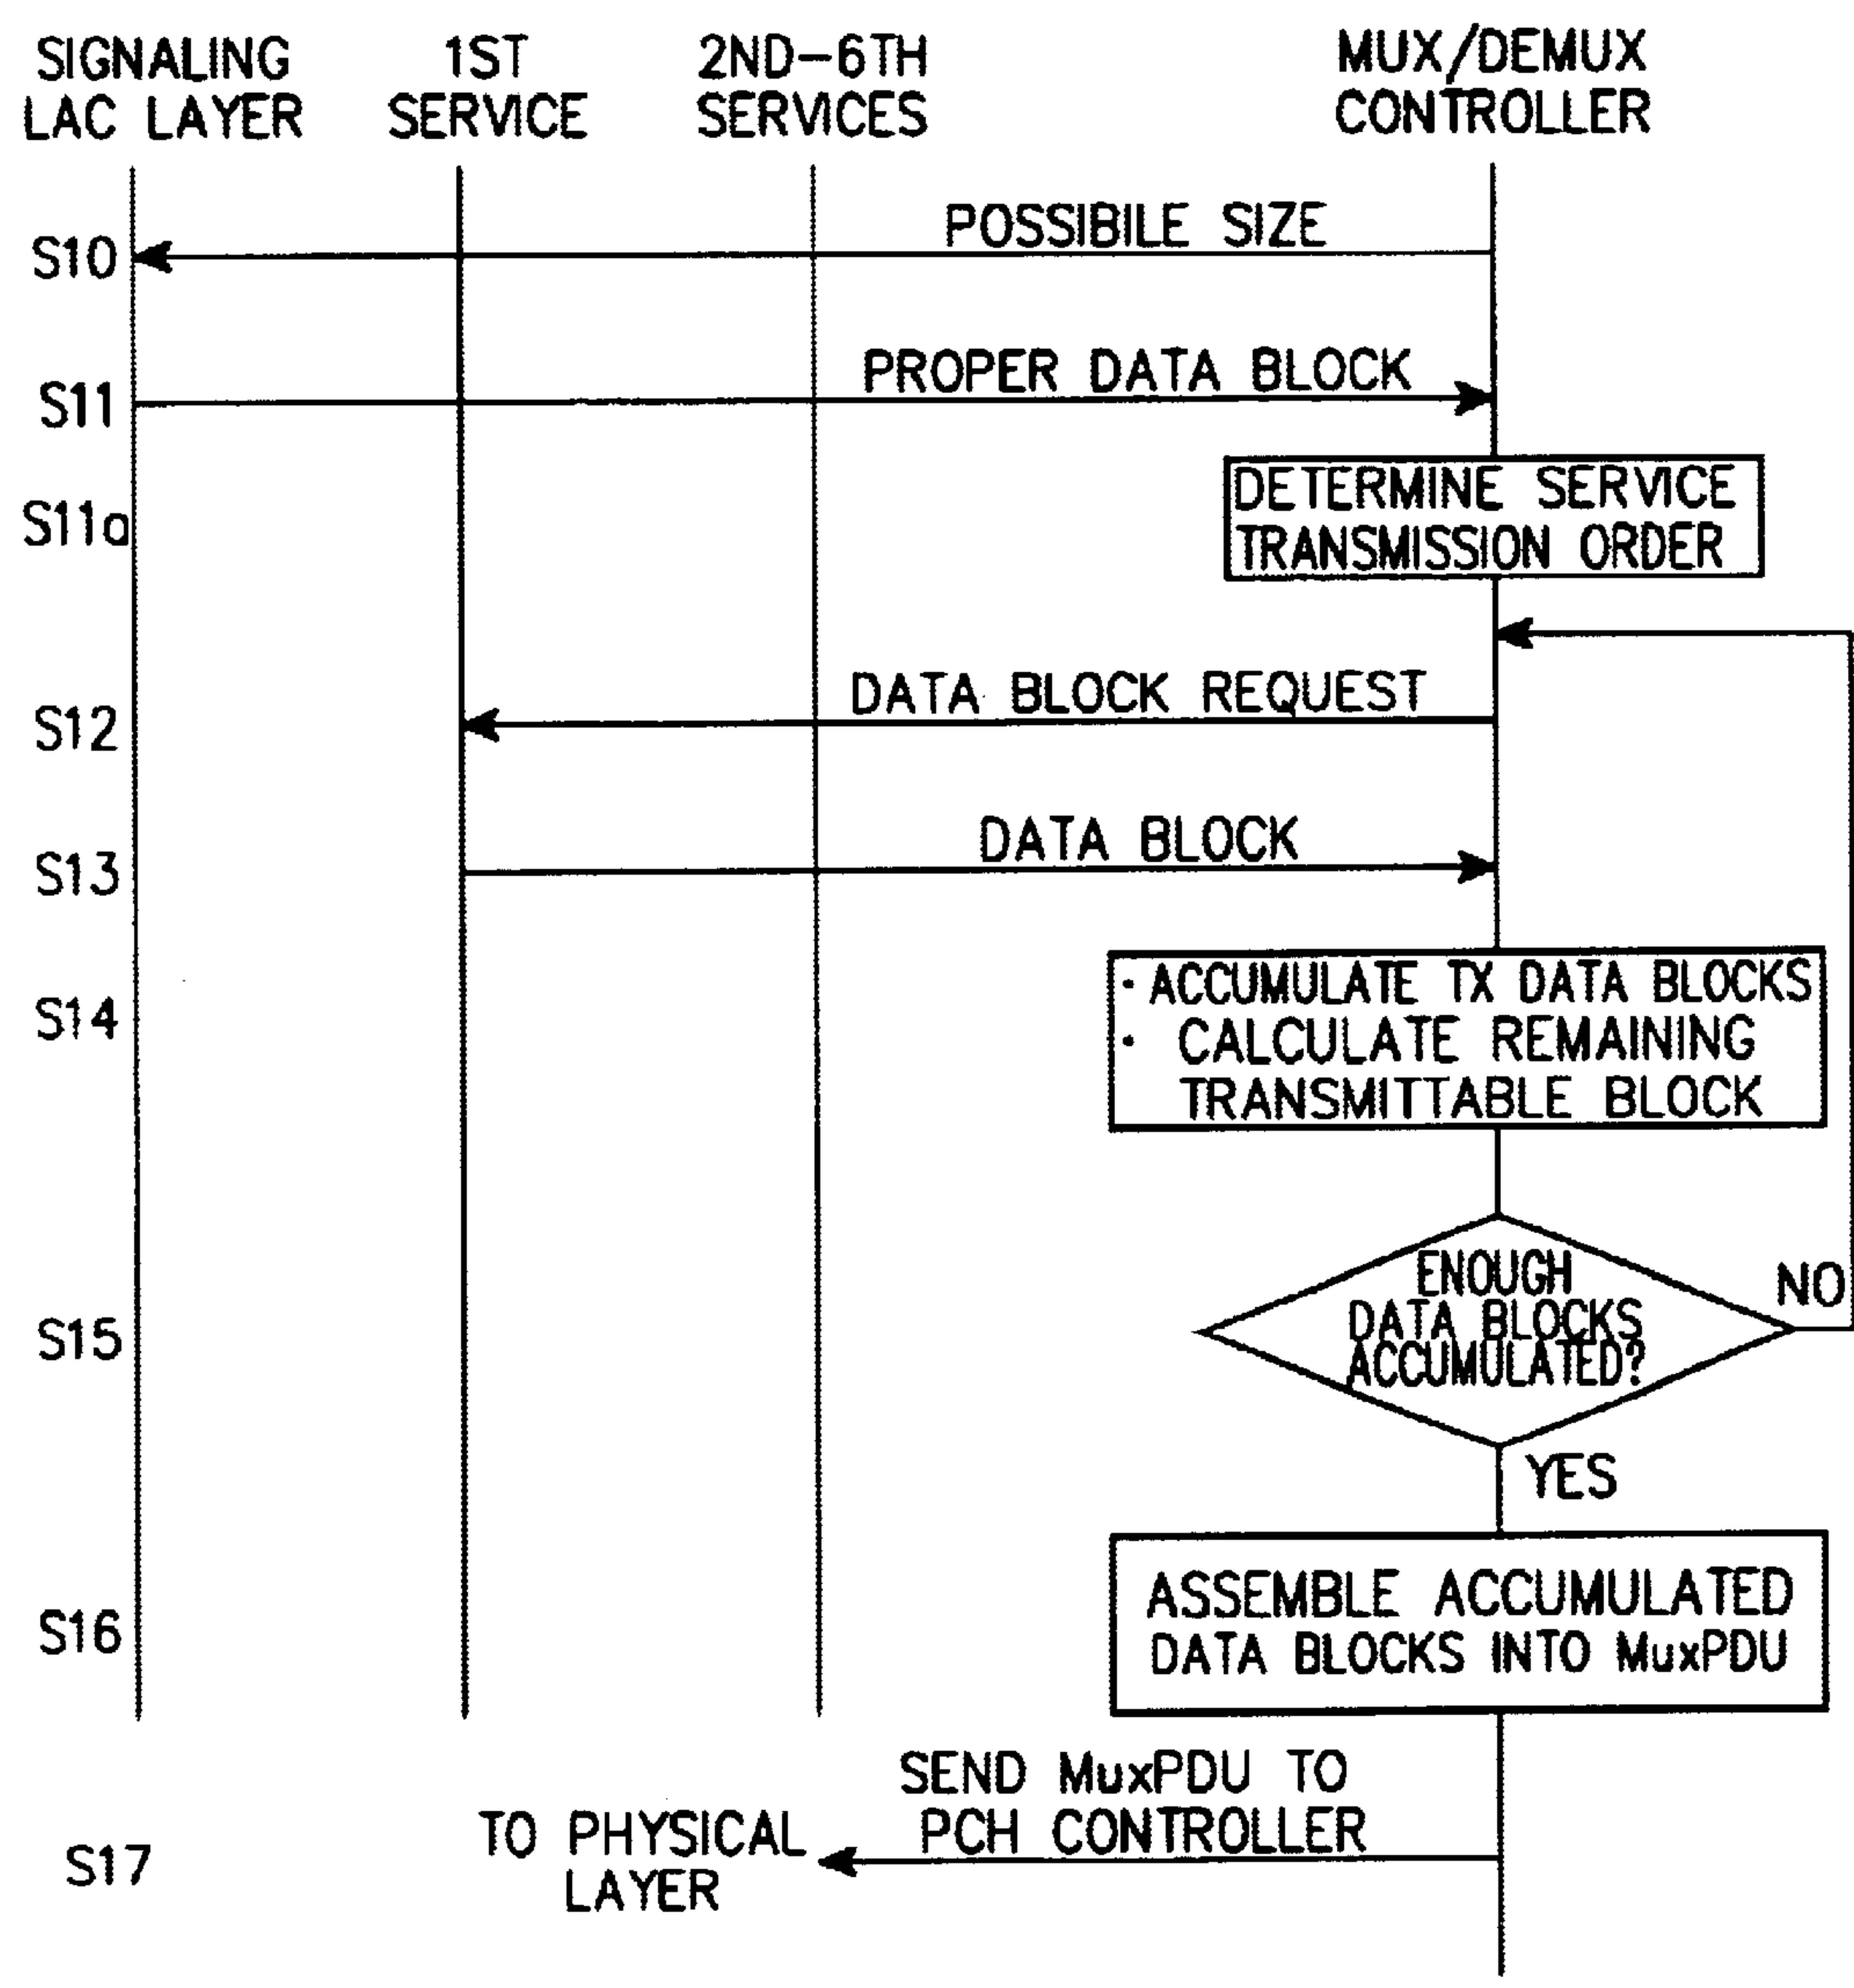 SIGNALING
LAC LAYER
1ST
SERVICE
2ND-6TH
SERVICES
MUX/DEMUX
CONTROLLER
S10
POSSIBILE SIZE
S11
PROPER DATA BLOCK
S11a
DETERMINE SERVICE
TRANSMISSION ORDER
S12
DATA BLOCK REQUEST
S13
DATA BLOCK
S14
· ACCUMULATE TX DATA BLOCKS
· CALCULATE REMAINING
TRANSMITTABLE BLOCK
S15
ENOUGH
DATA BLOCKS
ACCUMULATED?
NO
YES
S16
ASSEMBLE ACCUMULATED
DATA BLOCKS INTO MuxPDU
S17
TO PHYSICAL
LAYER
SEND MuxPDU TO
PCH CONTROLLER